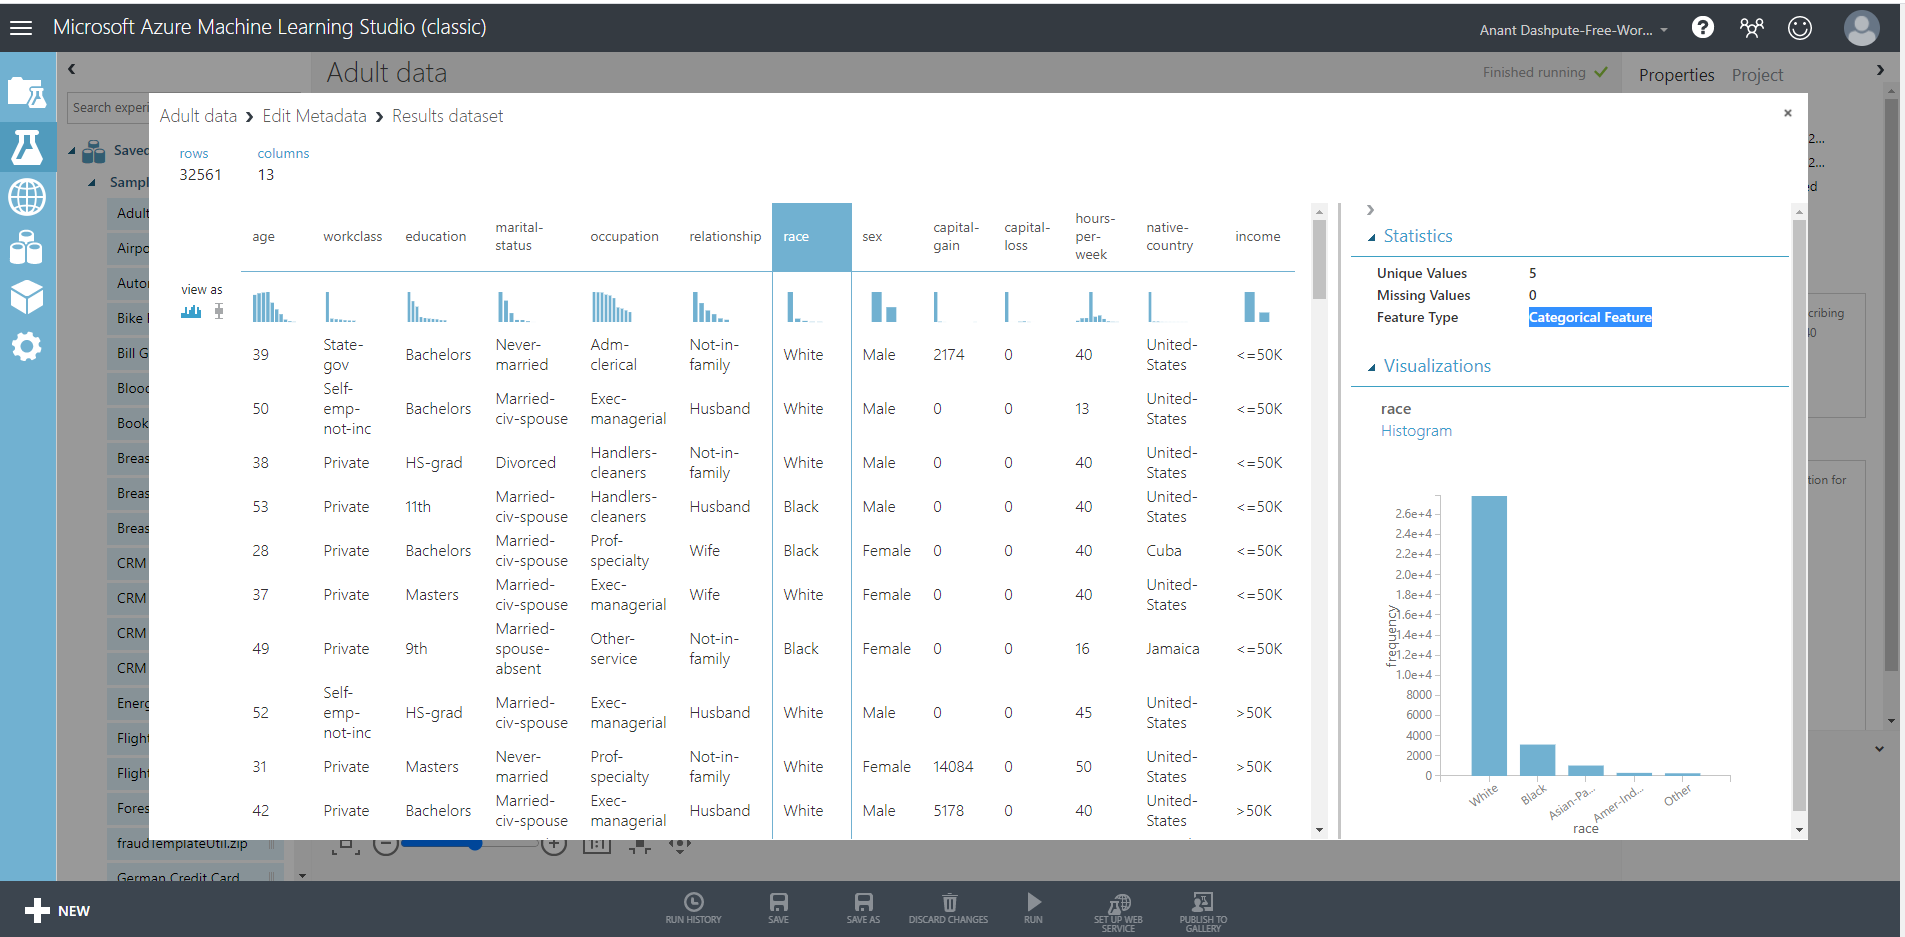 Microsoft Azure Machine Learning Studio (classic)
Anant Dashpute-Free-Wor...
?
Adult data
Finished running
Properties Project
Search experi
Saved
Sampl
Adult
Airpo
Auton
Bike
Bill G
Blood
Book
Breas
Breas
Breas
CRM
CRM
CRM
CRM
Energ
Flight
Flight
Fores
fraudTemplateUtil.zip
German Credit Card
Adult data > Edit Metadata > Results dataset
rows columns
32561 13
age workclass education marital-status occupation relationship race sex capital-gain capital-loss hours-per-week native-country income
view as
39 State-gov Bachelors Never-married Adm-clerical Not-in-family White Male 2174 0 40 United-States <=50K
50 Self-emp-not-inc Bachelors Married-civ-spouse Exec-managerial Husband White Male 0 0 13 United-States <=50K
38 Private HS-grad Divorced Handlers-cleaners Not-in-family White Male 0 0 40 United-States <=50K
53 Private 11th Married-civ-spouse Handlers-cleaners Husband Black Male 0 0 40 United-States <=50K
28 Private Bachelors Married-civ-spouse Prof-specialty Wife Black Female 0 0 40 Cuba <=50K
37 Private Masters Married-civ-spouse Exec-managerial Wife White Female 0 0 40 United-States <=50K
49 Private 9th Married-spouse-absent Other-service Not-in-family Black Female 0 0 16 Jamaica <=50K
52 Self-emp-not-inc HS-grad Married-civ-spouse Exec-managerial Husband White Male 0 0 45 United-States >50K
31 Private Masters Never-married Prof-specialty Not-in-family White Female 14084 0 50 United-States >50K
42 Private Bachelors Married-civ-spouse Exec-managerial Husband White Male 5178 0 40 United-States >50K
Statistics
Unique Values 5
Missing Values 0
Feature Type Categorical Feature
Visualizations
race
Histogram
frequency
2.6e+4
2.4e+4
2.2e+4
2.0e+4
1.8e+4
1.6e+4
1.4e+4
1.2e+4
1.0e+4
8000
6000
4000
2000
0
White Black Asian-Pa... Amer-Ind... Other
race
2...
2...
ed
cribing
40
tion for
1:1
NEW
RUN HISTORY
SAVE
SAVE AS
DISCARD CHANGES
RUN
SET UP WEB SERVICE
PUBLISH TO GALLERY